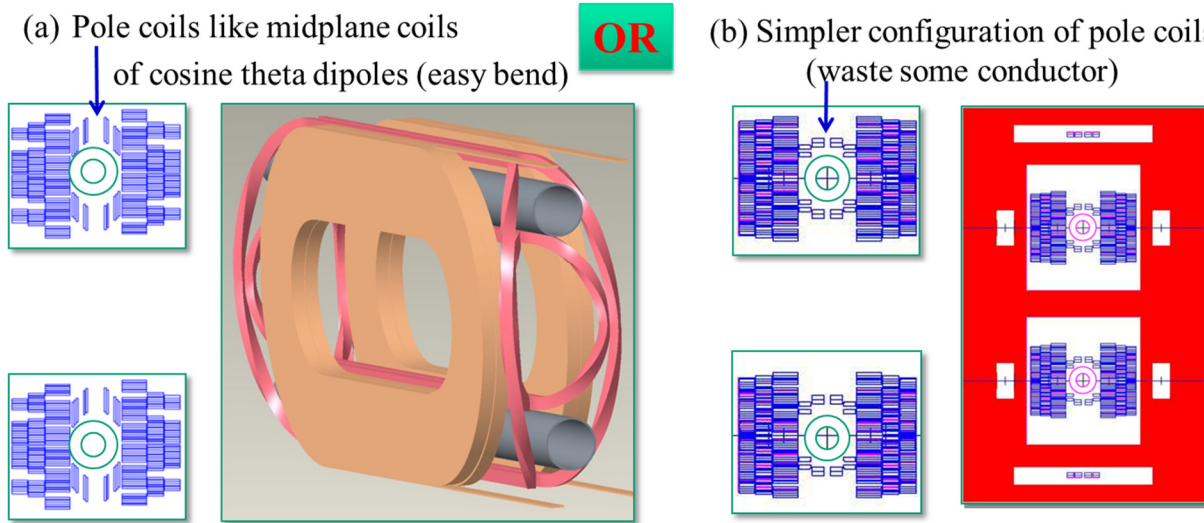 (a) Pole coils like midplane coils
of cosine theta dipoles (easy bend)
OR
(b) Simpler configuration of pole coils
(waste some conductor)